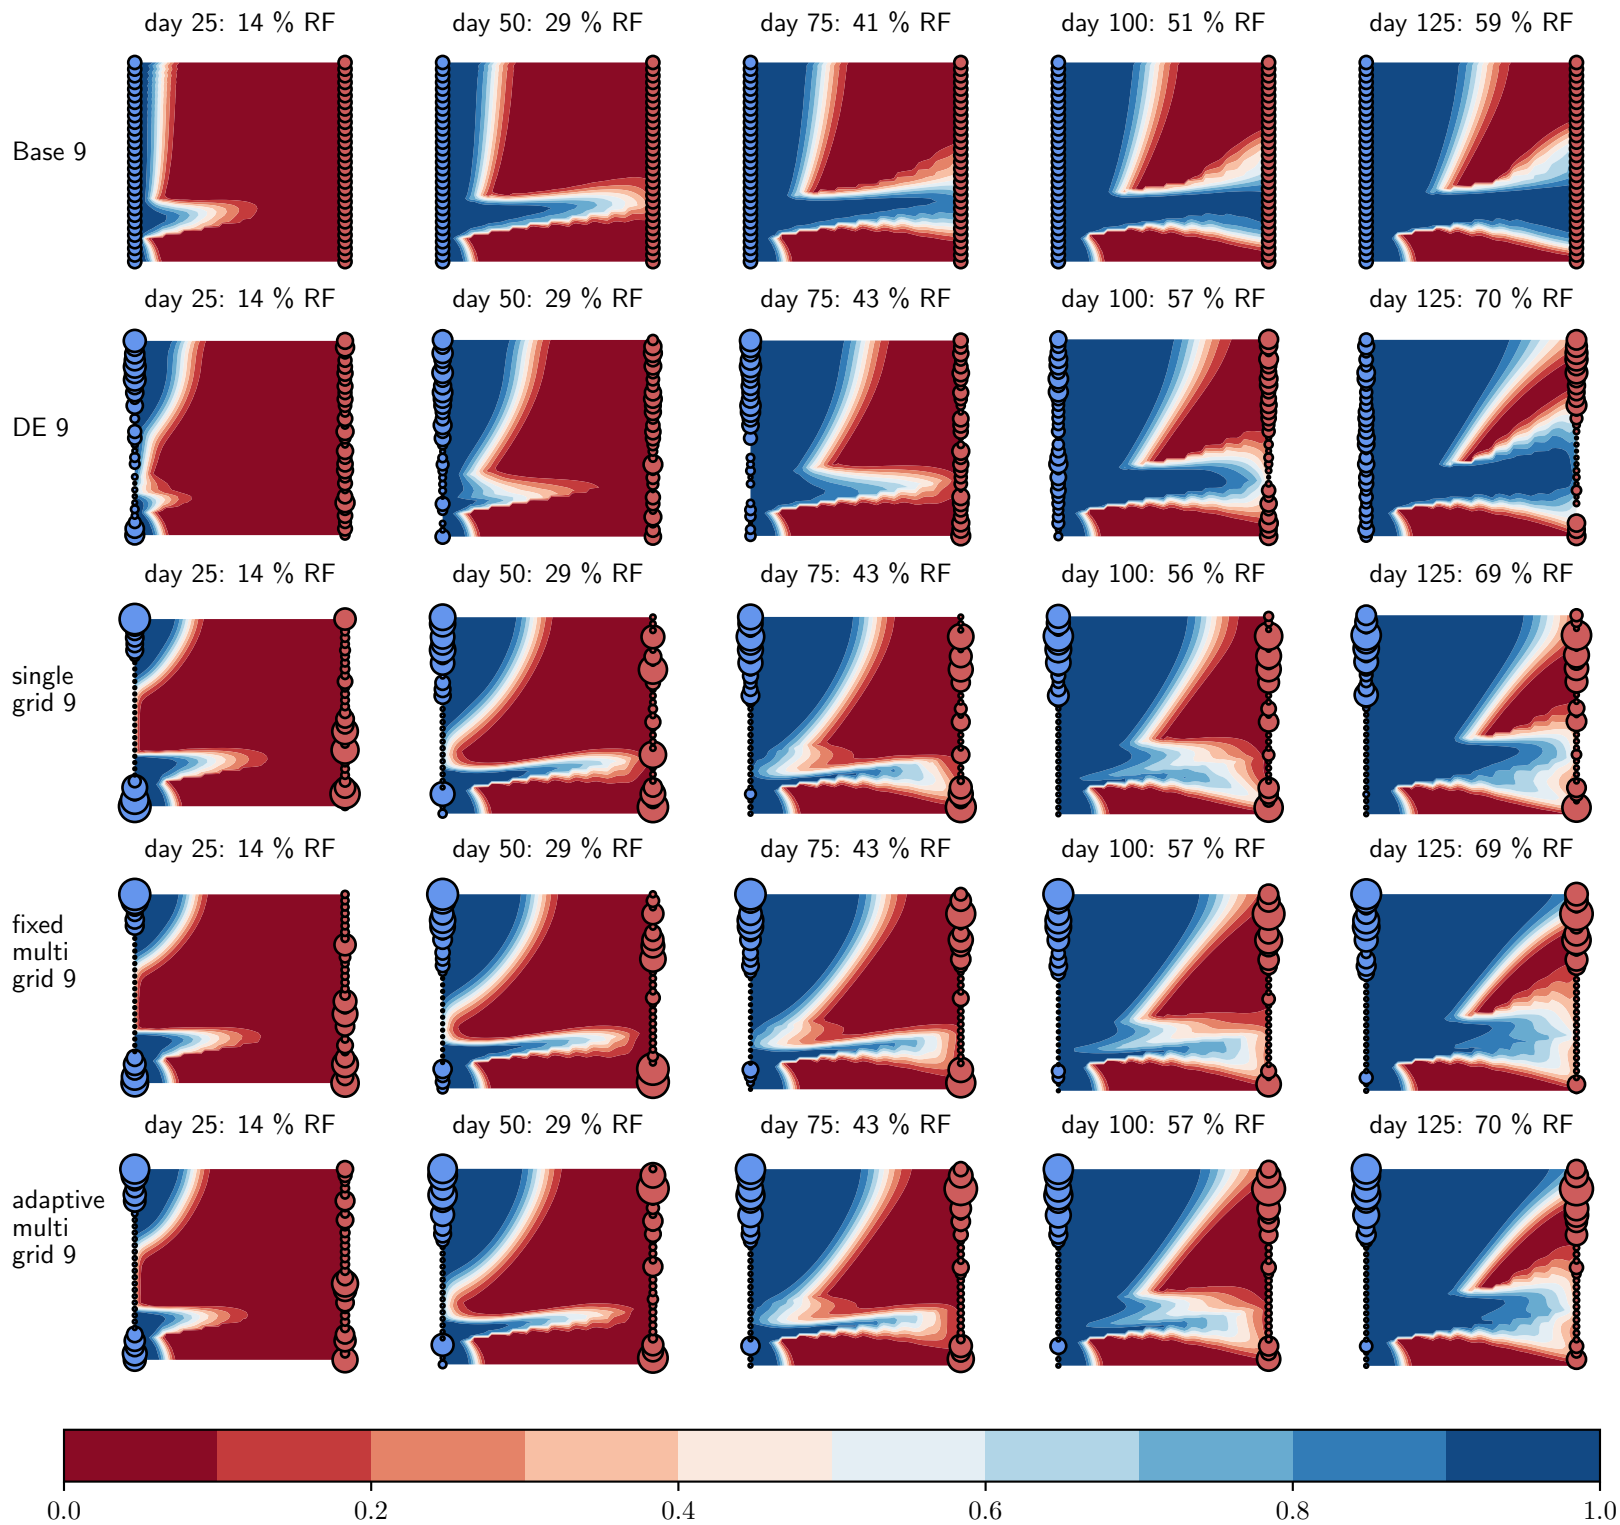 day 25: 14 % RF
day 50: 29 % RF
day 75: 41 % RF
day 100: 51 % RF
day 125: 59 % RF
Base 9
day 25: 14 % RF
day 50: 29 % RF
day 75: 43 % RF
day 100: 57 % RF
day 125: 70 % RF
DE 9
day 25: 14 % RF
day 50: 29 % RF
day 75: 43 % RF
day 100: 56 % RF
day 125: 69 % RF
single
grid 9
day 25: 14 % RF
day 50: 29 % RF
day 75: 43 % RF
day 100: 57 % RF
day 125: 69 % RF
fixed
multi
grid 9
day 25: 14 % RF
day 50: 29 % RF
day 75: 43 % RF
day 100: 57 % RF
day 125: 70 % RF
adaptive
multi
grid 9
0.0
0.2
0.4
0.6
0.8
1.0